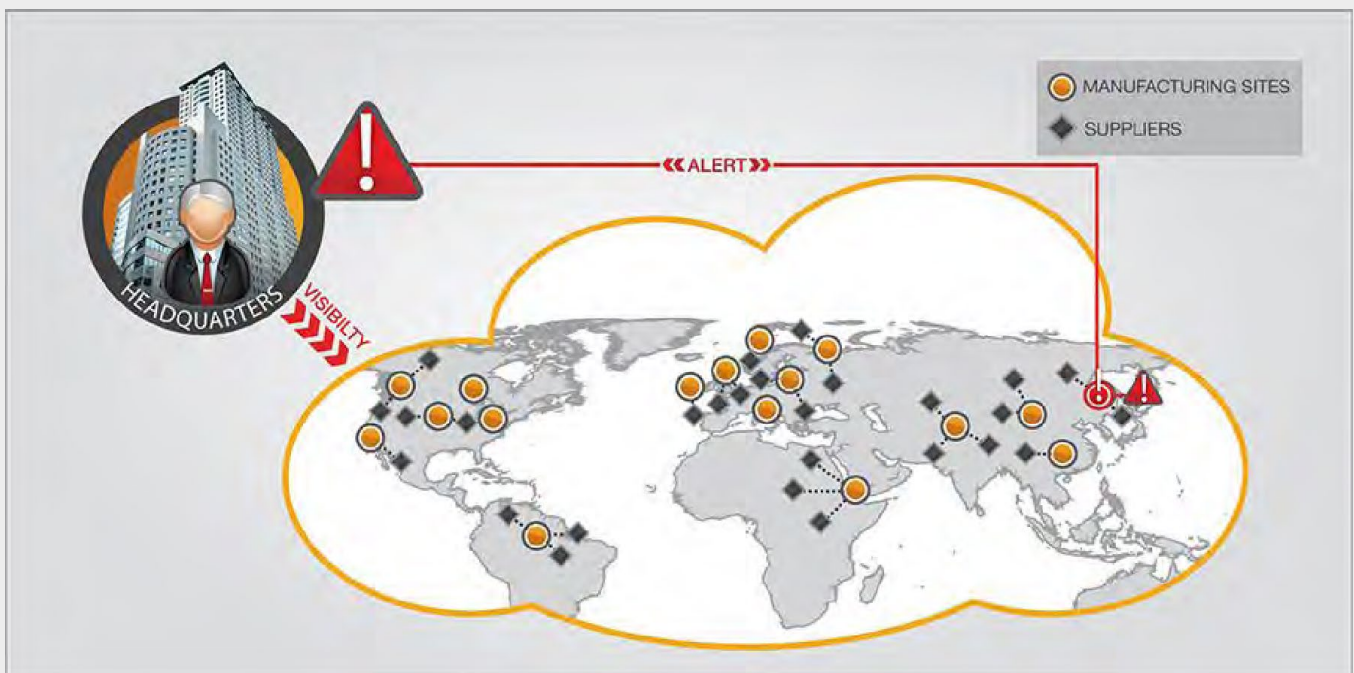 MANUFACTURING SITES
SUPPLIERS
ALERT
HEADQUARTERS
VISIBILTY